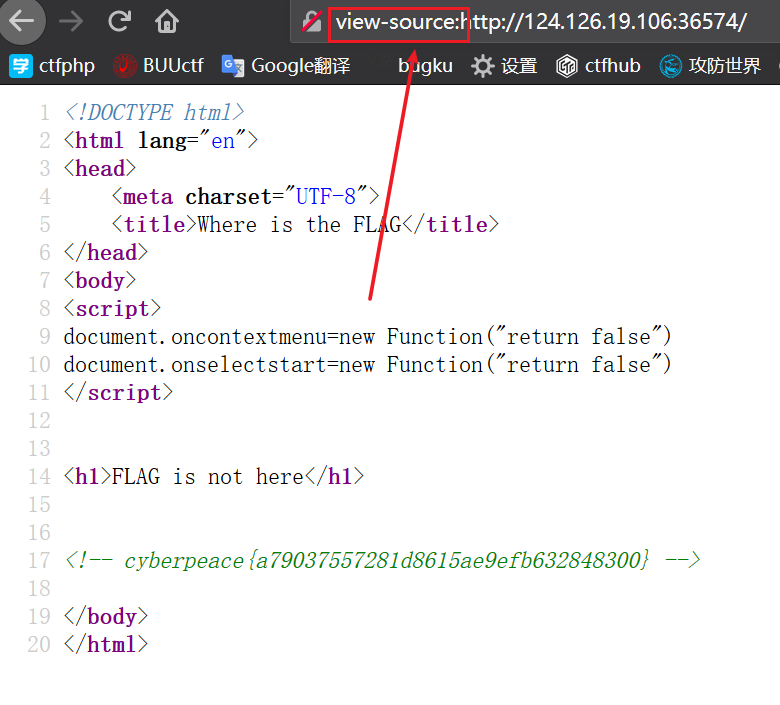 view-source:http://124.126.19.106:36574/
学 ctfphp BUUctf Google翻译 bugku 设置 ctfhub 攻防世界
1 <!DOCTYPE html>
2 <html lang="en">
3 <head>
4 <meta charset="UTF-8">
5 <title>Where is the FLAG</title>
6 </head>
7 <body>
8 <script>
9 document.oncontextmenu=new Function("return false")
10 document.onselectstart=new Function("return false")
11 </script>
12
13
14 <h1>FLAG is not here</h1>
15
16
17 <!-- cyberpeace{a79037557281d8615ae9efb632848300} -->
18
19 </body>
20 </html>